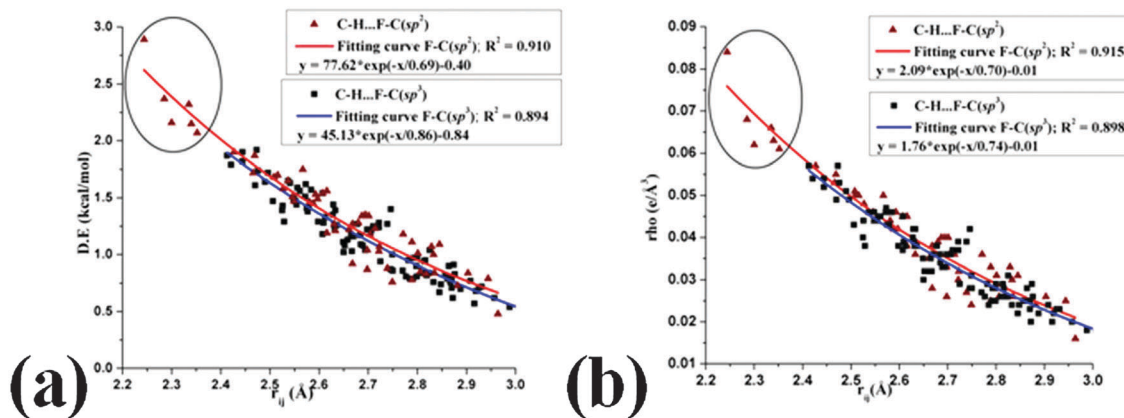 C-H...F-C(sp²)
Fitting curve F-C(sp²); R² = 0.910
y = 77.62*exp(-x/0.69)-0.40
C-H...F-C(sp³)
Fitting curve F-C(sp³); R² = 0.894
y = 45.13*exp(-x/0.86)-0.84
D.E (kcal/mol)
3.0
2.5
2.0
1.5
1.0
0.5
0.0
2.2 2.3 2.4 2.5 2.6 2.7 2.8 2.9 3.0
r_ij (Å)
(a)
C-H...F-C(sp²)
Fitting curve F-C(sp²); R² = 0.915
y = 2.09*exp(-x/0.70)-0.01
C-H...F-C(sp³)
Fitting curve F-C(sp³); R² = 0.898
y = 1.76*exp(-x/0.74)-0.01
rho (e/Å³)
0.09
0.08
0.07
0.06
0.05
0.04
0.03
0.02
0.01
2.2 2.3 2.4 2.5 2.6 2.7 2.8 2.9 3.0
r_ij (Å)
(b)